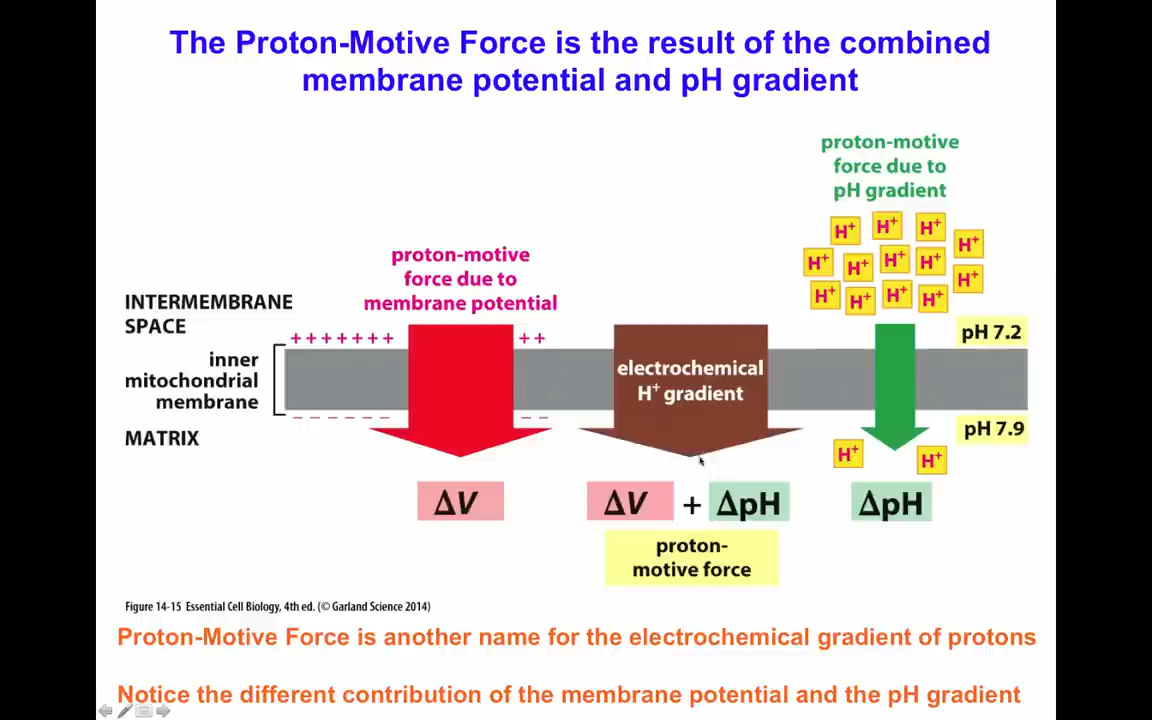 The Proton-Motive Force is the result of the combined
membrane potential and pH gradient
proton-motive
force due to
pH gradient
H+ H+ H+ H+
H+ H+ H+ H+ H+
H+ H+ H+ H+
proton-motive
force due to
membrane potential
INTERMEMBRANE
SPACE
pH 7.2
+ + + + + + + + +
inner
mitochondrial
membrane
electrochemical
H+ gradient
– – – – – – – – –
MATRIX
pH 7.9
H+ H+
ΔV
ΔV + ΔpH
ΔpH
proton-
motive force
Figure 14-15 Essential Cell Biology, 4th ed. (© Garland Science 2014)
Proton-Motive Force is another name for the electrochemical gradient of protons
Notice the different contribution of the membrane potential and the pH gradient